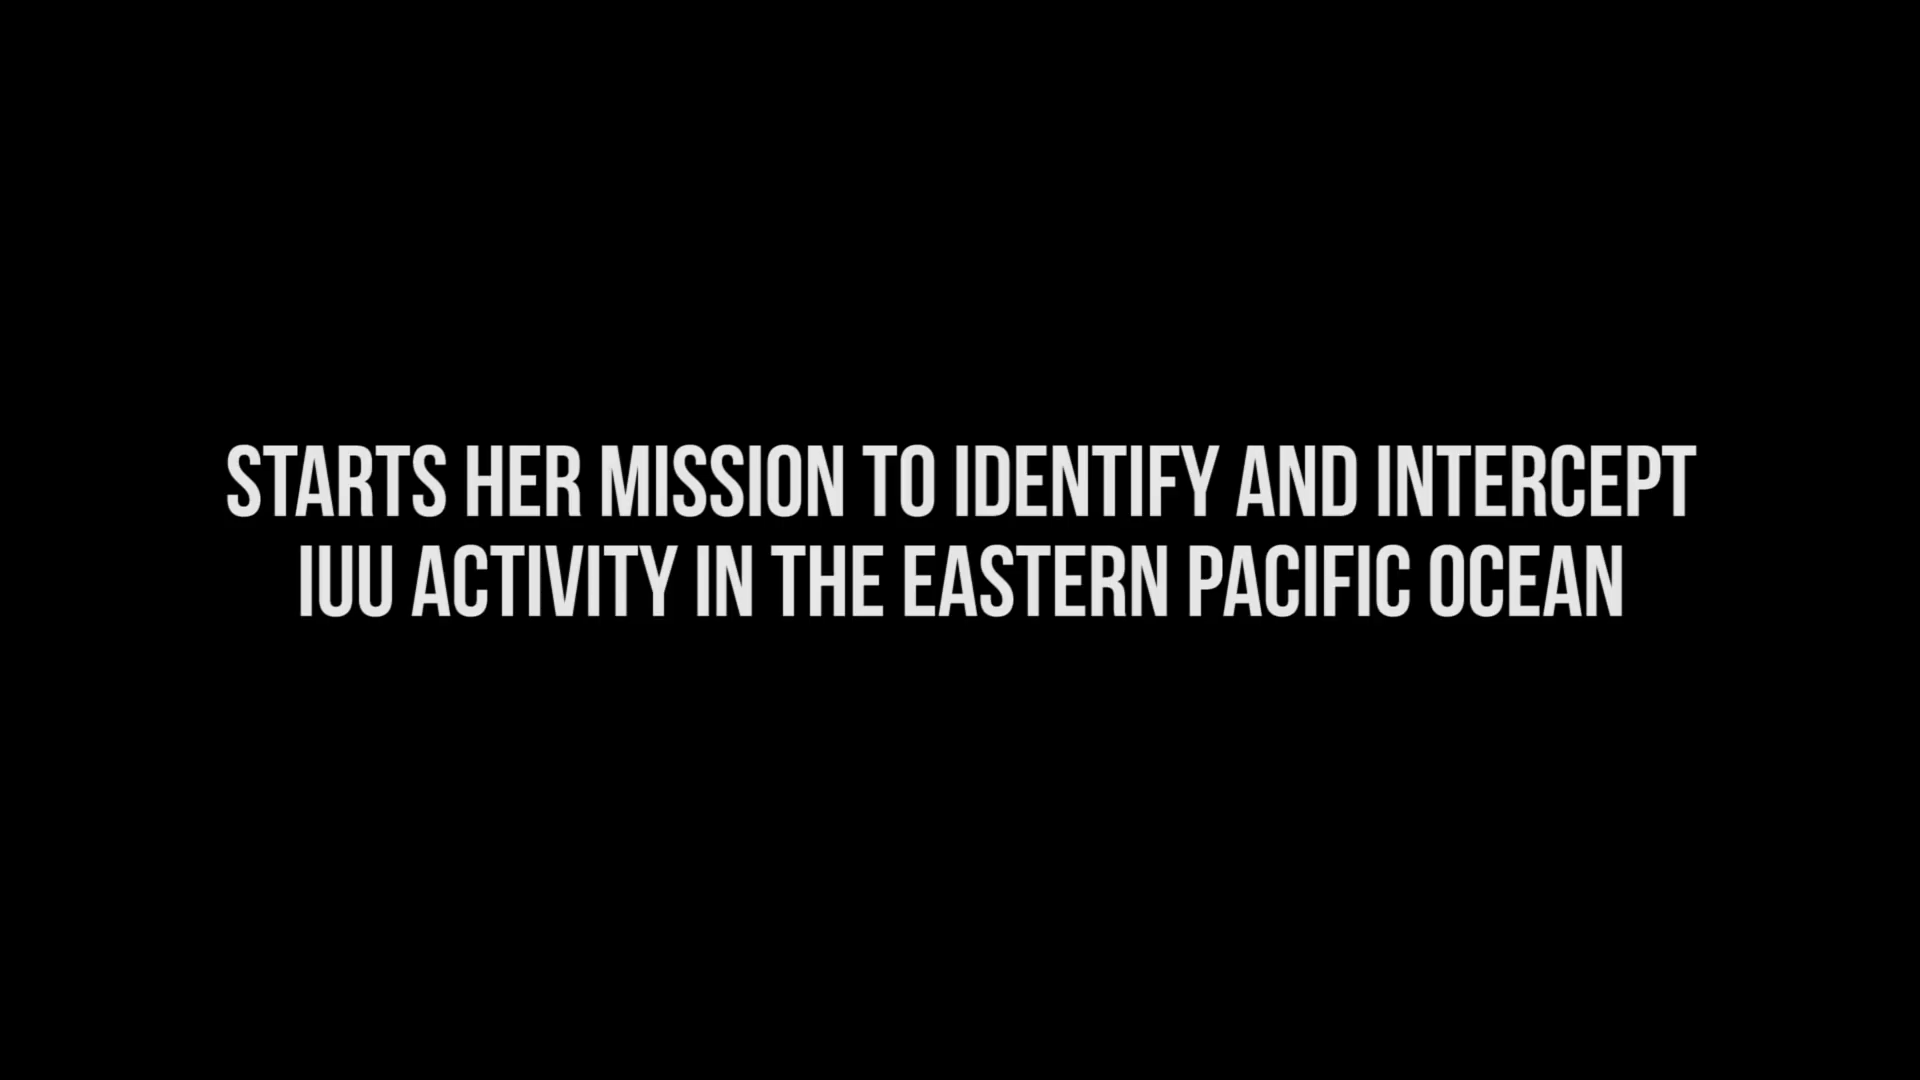 STARTS HER MISSION TO IDENTIFY AND INTERCEPT
IUU ACTIVITY IN THE EASTERN PACIFIC OCEAN